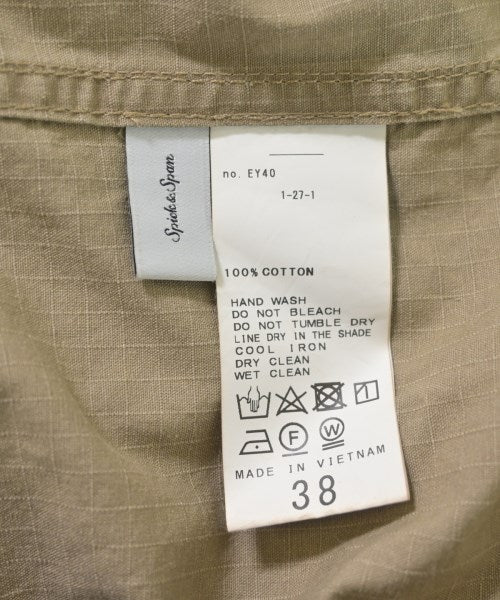 Spick & Span
no. EY40
1-27-1
100% COTTON
HAND WASH
DO NOT BLEACH
DO NOT TUMBLE DRY
LINE DRY IN THE SHADE
COOL IRON
DRY CLEAN
WET CLEAN
F W
MADE IN VIETNAM
38